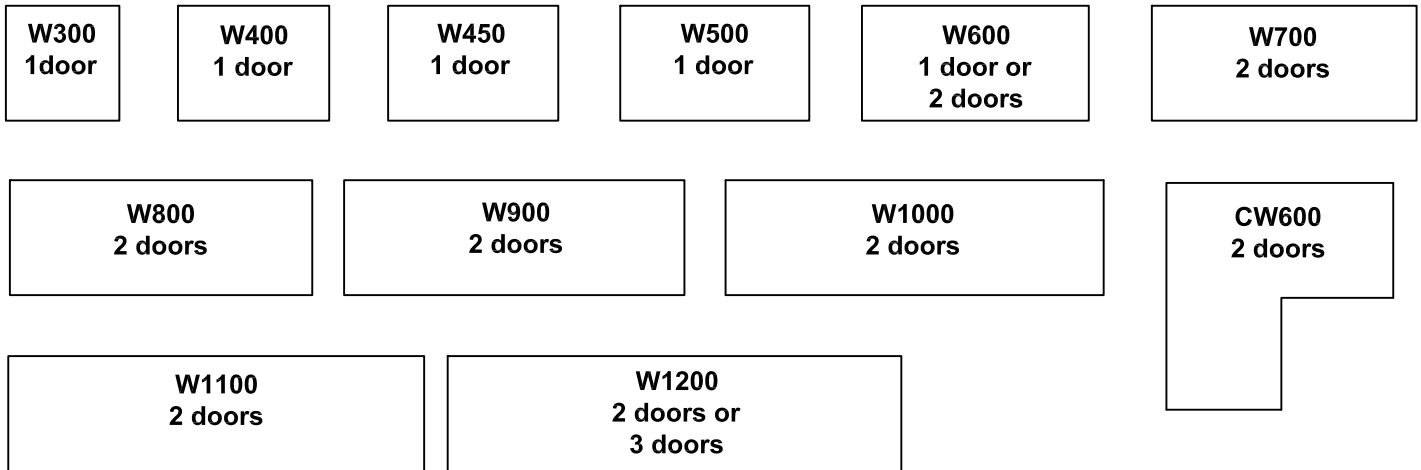 W300
1door
W400
1 door
W450
1 door
W500
1 door
W600
1 door or
2 doors
W700
2 doors
W800
2 doors
W900
2 doors
W1000
2 doors
CW600
2 doors
W1100
2 doors
W1200
2 doors or
3 doors